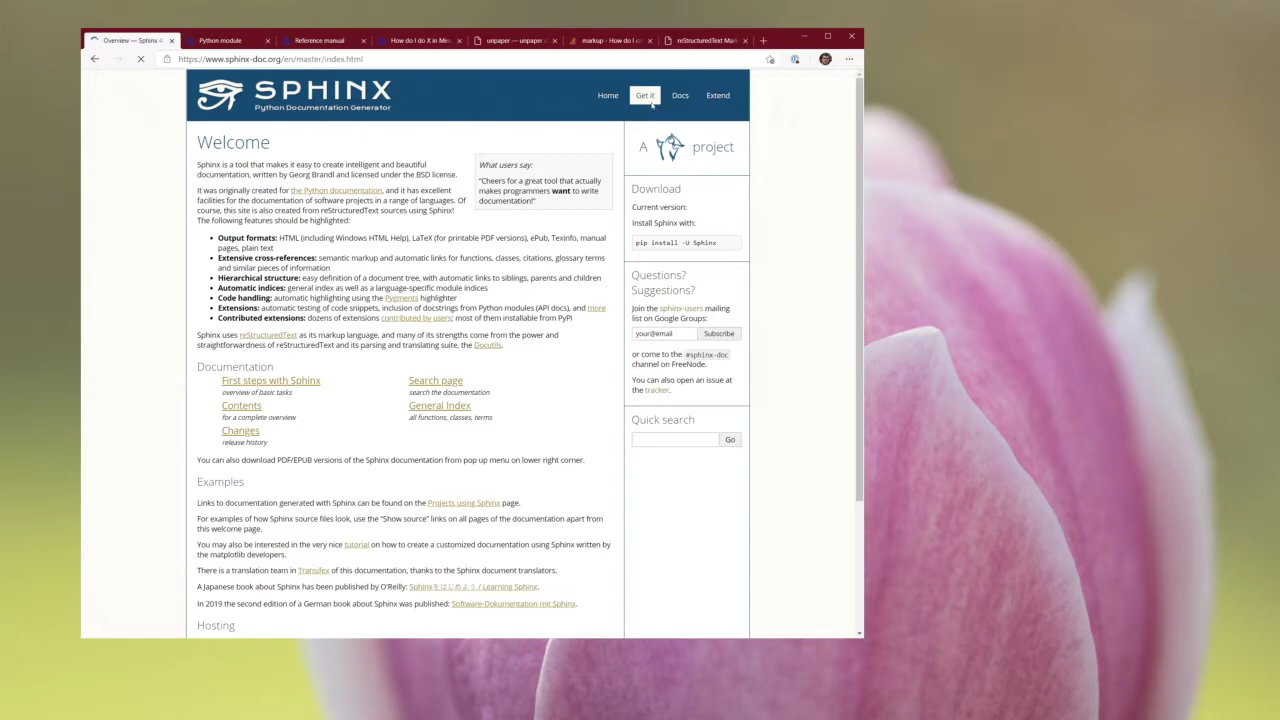 Overview — Sphinx 4
Python module
Reference manual
How do I do X in Mes
unpaper — unpaper d
markup - How do I cr
reStructuredText Mar
https://www.sphinx-doc.org/en/master/index.html
SPHINX
Python Documentation Generator
Home
Get it
Docs
Extend
Welcome
Sphinx is a tool that makes it easy to create intelligent and beautiful
documentation, written by Georg Brandl and licensed under the BSD license.
It was originally created for the Python documentation, and it has excellent
facilities for the documentation of software projects in a range of languages. Of
course, this site is also created from reStructuredText sources using Sphinx!
The following features should be highlighted:
What users say:
“Cheers for a great tool that actually
makes programmers want to write
documentation!”
• Output formats: HTML (including Windows HTML Help), LaTeX (for printable PDF versions), ePub, Texinfo, manual
pages, plain text
• Extensive cross-references: semantic markup and automatic links for functions, classes, citations, glossary terms
and similar pieces of information
• Hierarchical structure: easy definition of a document tree, with automatic links to siblings, parents and children
• Automatic indices: general index as well as a language-specific module indices
• Code handling: automatic highlighting using the Pygments highlighter
• Extensions: automatic testing of code snippets, inclusion of docstrings from Python modules (API docs), and more
• Contributed extensions: dozens of extensions contributed by users; most of them installable from PyPI
Sphinx uses reStructuredText as its markup language, and many of its strengths come from the power and
straightforwardness of reStructuredText and its parsing and translating suite, the Docutils.
Documentation
First steps with Sphinx
overview of basic tasks
Contents
for a complete overview
Changes
release history
Search page
search the documentation
General Index
all functions, classes, terms
You can also download PDF/EPUB versions of the Sphinx documentation from pop up menu on lower right corner.
Examples
Links to documentation generated with Sphinx can be found on the Projects using Sphinx page.
For examples of how Sphinx source files look, use the “Show source” links on all pages of the documentation apart from
this welcome page.
You may also be interested in the very nice tutorial on how to create a customized documentation using Sphinx written by
the matplotlib developers.
There is a translation team in Transifex of this documentation, thanks to the Sphinx document translators.
A Japanese book about Sphinx has been published by O'Reilly: Sphinxをはじめよう / Learning Sphinx.
In 2019 the second edition of a German book about Sphinx was published: Software-Dokumentation mit Sphinx.
Hosting
A project
Download
Current version:
Install Sphinx with:
pip install -U Sphinx
Questions?
Suggestions?
Join the sphinx-users mailing
list on Google Groups:
your@email
Subscribe
or come to the #sphinx-doc
channel on FreeNode.
You can also open an issue at
the tracker.
Quick search
Go